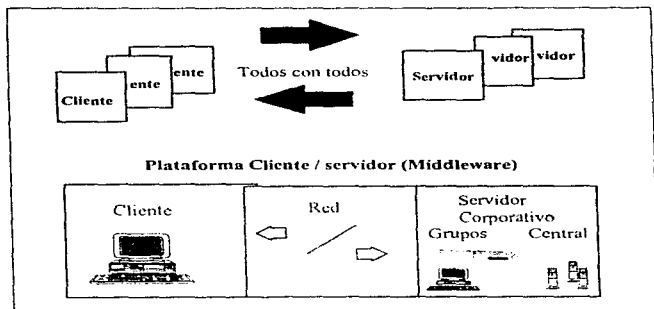 ente
ente
Cliente
Todos con todos
vidor
vidor
Servidor
Plataforma Cliente / servidor (Middleware)
Cliente
Red
Servidor
Corporativo
Grupos Central